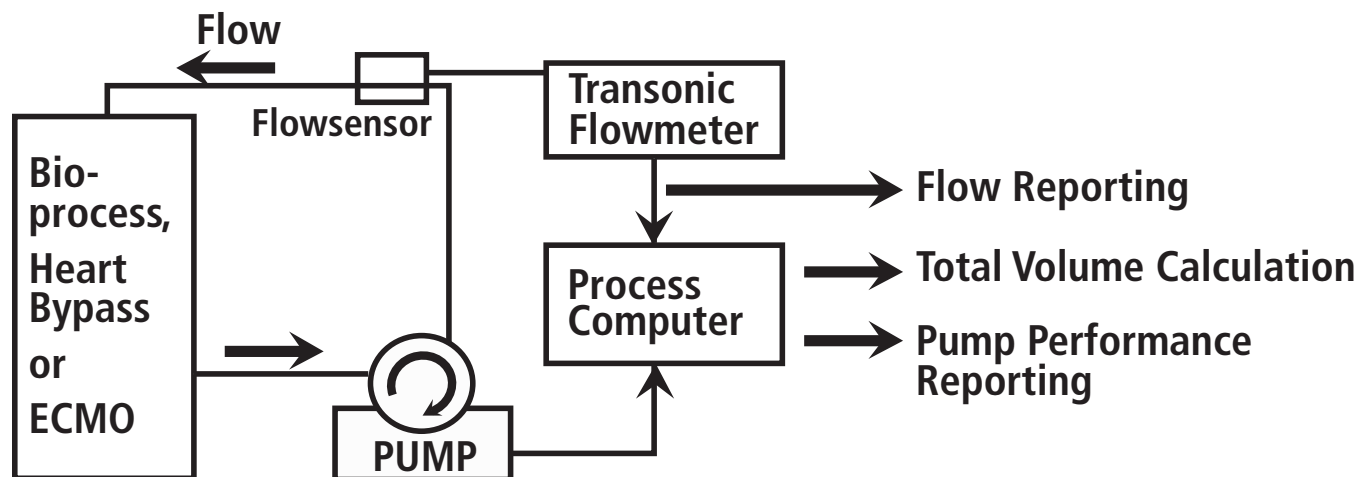 Flow
Flowsensor
Transonic
Flowmeter
Bio-
process,
Heart
Bypass
or
ECMO
Flow Reporting
Process
Computer
Total Volume Calculation
Pump Performance
Reporting
PUMP